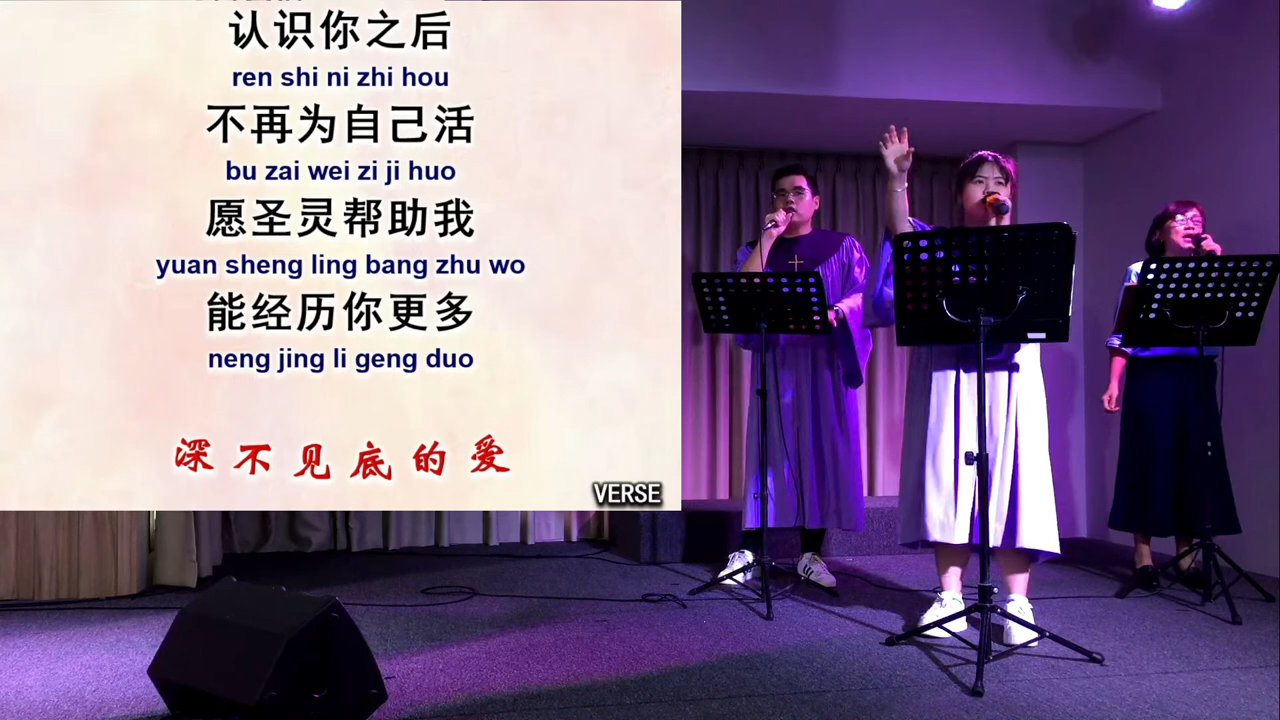 认识你之后
ren shi ni zhi hou
不再为自己活
bu zai wei zi ji huo
愿圣灵帮助我
yuan sheng ling bang zhu wo
能经历你更多
neng jing li geng duo
深不见底的爱
VERSE